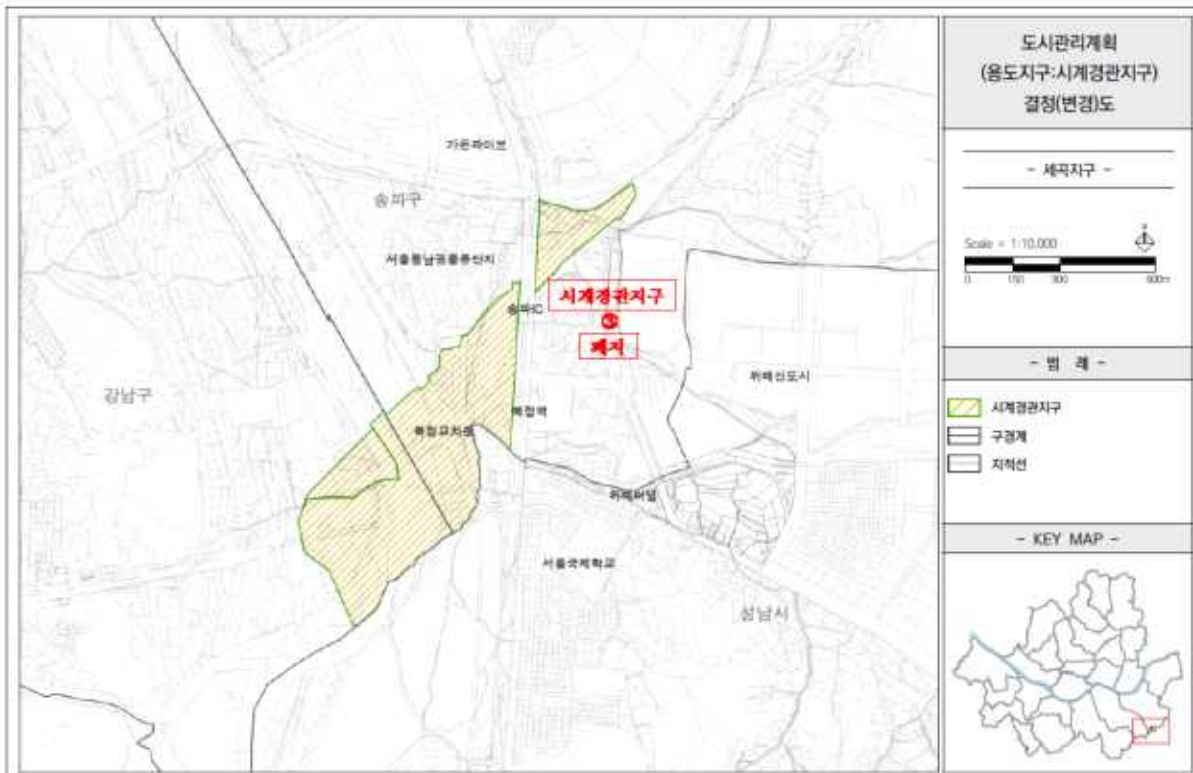 도시관리계획
(용도지구:시계경관지구)
결정(변경)도
- 세곡지구 -
Scale = 1:10,000
0 150 300 600m
- 범 례 -
시계경관지구
구경계
지적선
- KEY MAP -
가든파이브
송파구
서울동남권물류단지
송파IC
시계경관지구
폐지
위례신도시
강남구
복정역
복정교차로
위례터널
서울국제학교
성남시